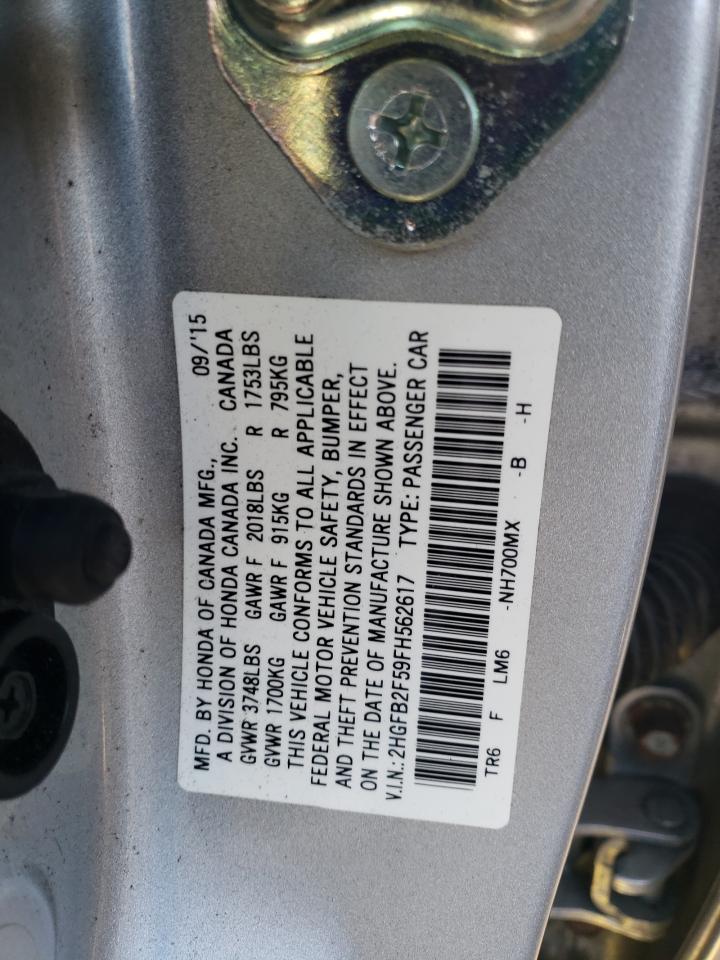 MFD. BY HONDA OF CANADA MFG., 09/'15
A DIVISION OF HONDA CANADA INC. CANADA
GVWR 3748LBS GAWR F 2018LBS R 1753LBS
GVWR 1700KG GAWR F 915KG R 795KG
THIS VEHICLE CONFORMS TO ALL APPLICABLE
FEDERAL MOTOR VEHICLE SAFETY, BUMPER,
AND THEFT PREVENTION STANDARDS IN EFFECT
ON THE DATE OF MANUFACTURE SHOWN ABOVE.
V.I.N.: 2HGFB2F59FH562617 TYPE: PASSENGER CAR
TR6 F LM6 -NH700MX -B -H